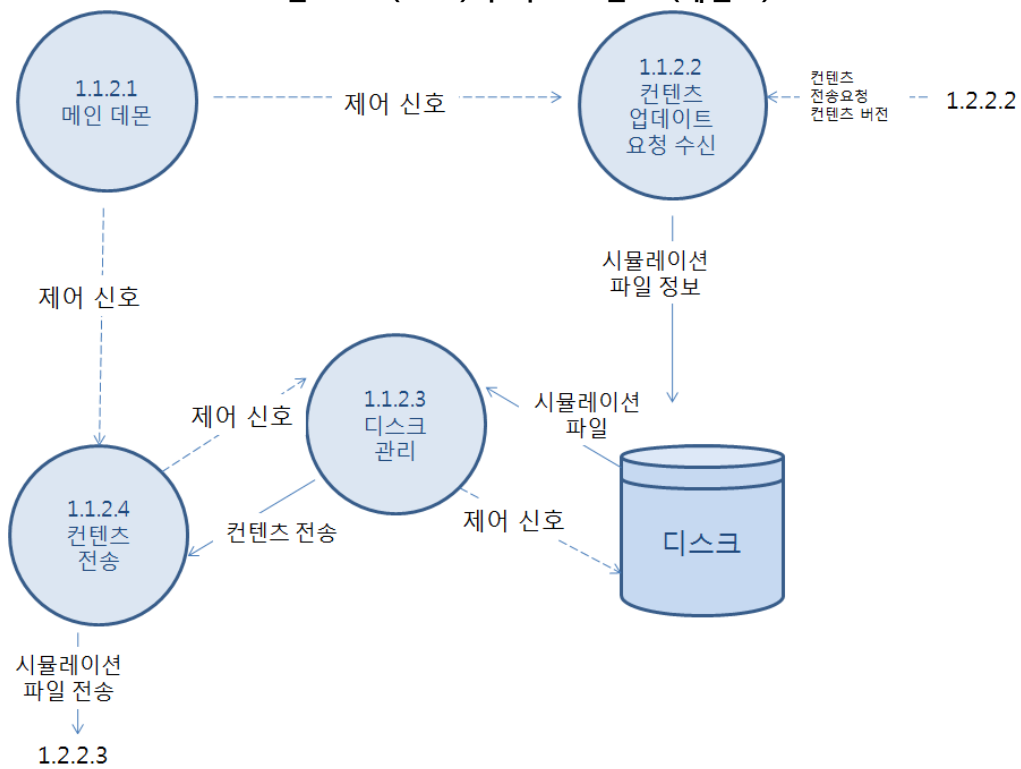 1.1.2.1
메인 데몬
제어 신호
1.1.2.2
컨텐츠
업데이트
요청 수신
컨텐츠
전송요청
컨텐츠 버전
1.2.2.2
제어 신호
시뮬레이션
파일 정보
제어 신호
1.1.2.3
디스크
관리
시뮬레이션
파일
1.1.2.4
컨텐츠
전송
컨텐츠 전송
제어 신호
디스크
시뮬레이션
파일 전송
1.2.2.3